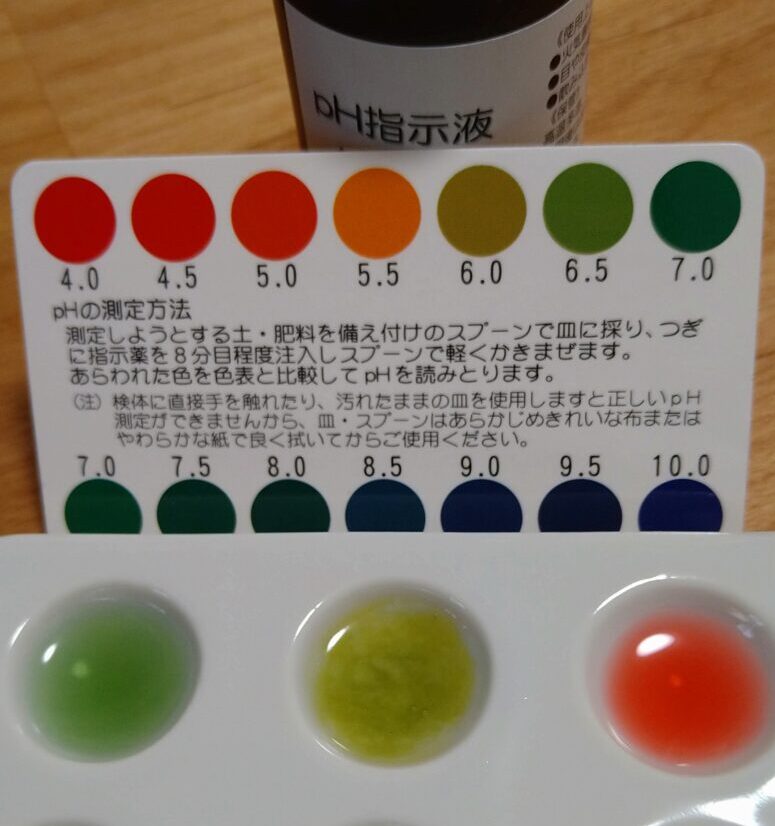 pH指示液
4.0 4.5 5.0 5.5 6.0 6.5 7.0
pHの測定方法
測定しようとする土・肥料を備え付けのスプーンで皿に採り、つぎ
に指示薬を8分目程度注入しスプーンで軽くかきまぜます。
あらわれた色を色表と比較してpHを読みとります。
(注) 検体に直接手を触れたり、汚れたままの皿を使用しますと正しいpH
測定ができませんから、皿・スプーンはあらかじめきれいな布または
やわらかな紙で良く拭いてからご使用ください。
7.0 7.5 8.0 8.5 9.0 9.5 10.0